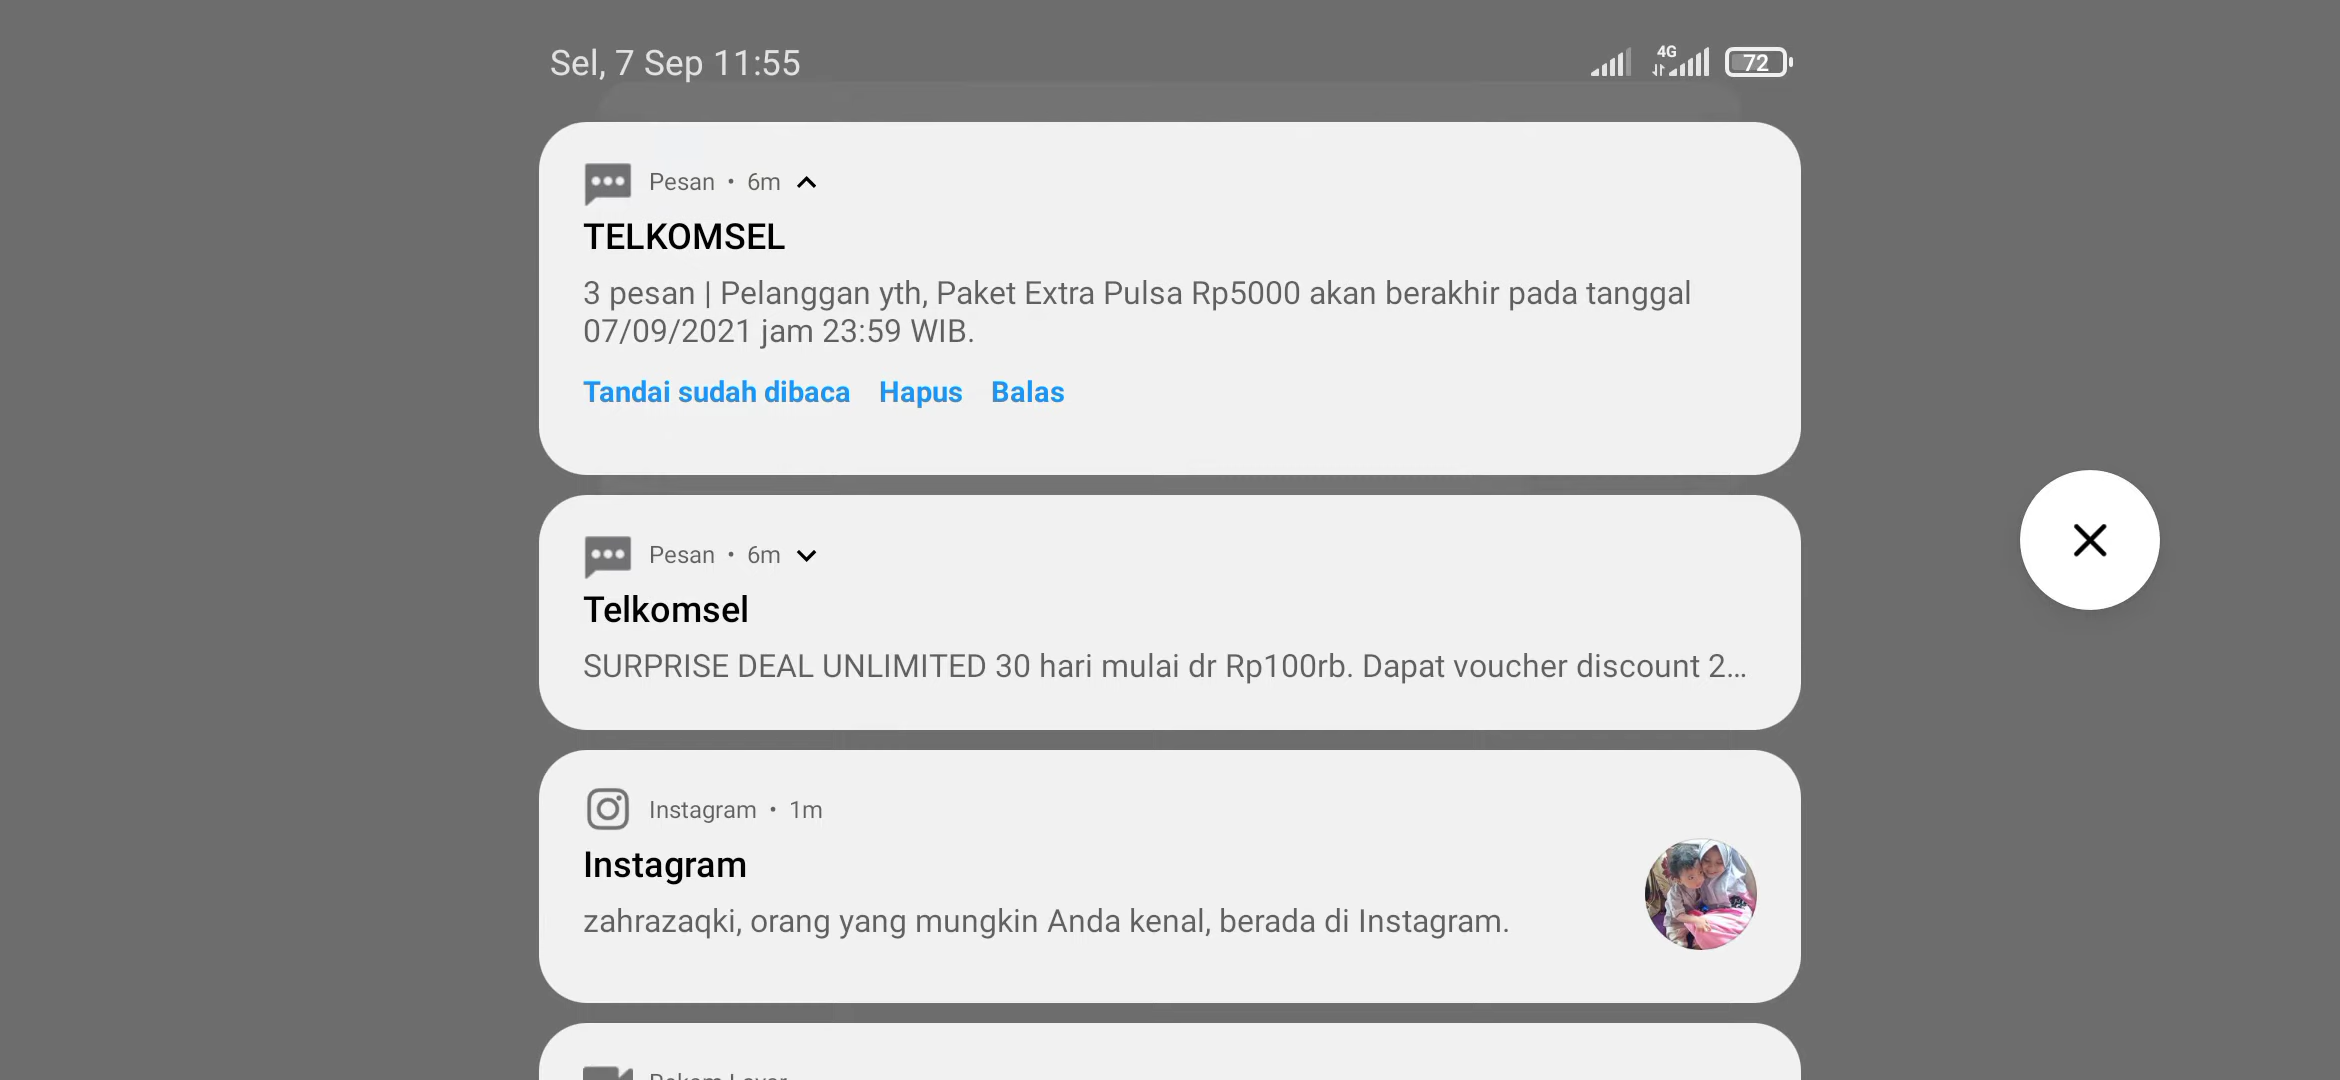 Sel, 7 Sep 11:55
4G
72
Pesan • 6m
TELKOMSEL
3 pesan | Pelanggan yth, Paket Extra Pulsa Rp5000 akan berakhir pada tanggal
07/09/2021 jam 23:59 WIB.
Tandai sudah dibaca Hapus Balas
Pesan • 6m
Telkomsel
SURPRISE DEAL UNLIMITED 30 hari mulai dr Rp100rb. Dapat voucher discount 2...
Instagram • 1m
Instagram
zahrazaqki, orang yang mungkin Anda kenal, berada di Instagram.
Rekam Layar